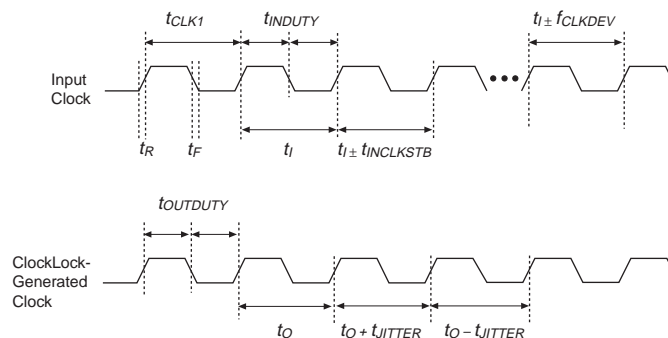 tCLK1 tINDUTY tI ± fCLKDEV
Input
Clock
tR tF tI tI ± tINCLKSTB
tOUTDUTY
ClockLock-
Generated
Clock
tO tO + tJITTER tO – tJITTER